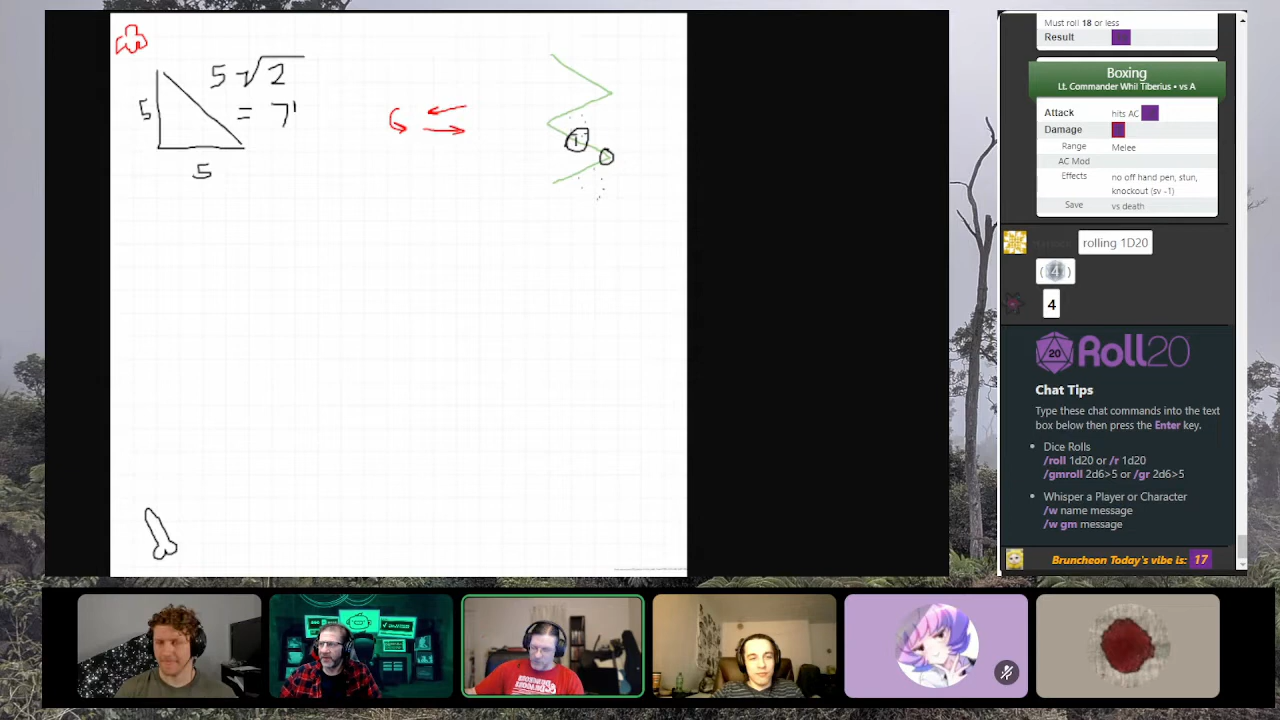 5√2
5
= 7'
5
Must roll 18 or less
Result
Boxing
Lt. Commander Whil Tiberius • vs A
Attack hits AC
Damage
Range Melee
AC Mod
Effects no off hand pen, stun,
knockout (sv -1)
Save vs death
rolling 1D20
(4)
4
20 Roll20
Chat Tips
Type these chat commands into the text
box below then press the Enter key.
Dice Rolls
/roll 1d20 or /r 1d20
/gmroll 2d6>5 or /gr 2d6>5
Whisper a Player or Character
/w name message
/w gm message
Bruncheon Today's vibe is: 17